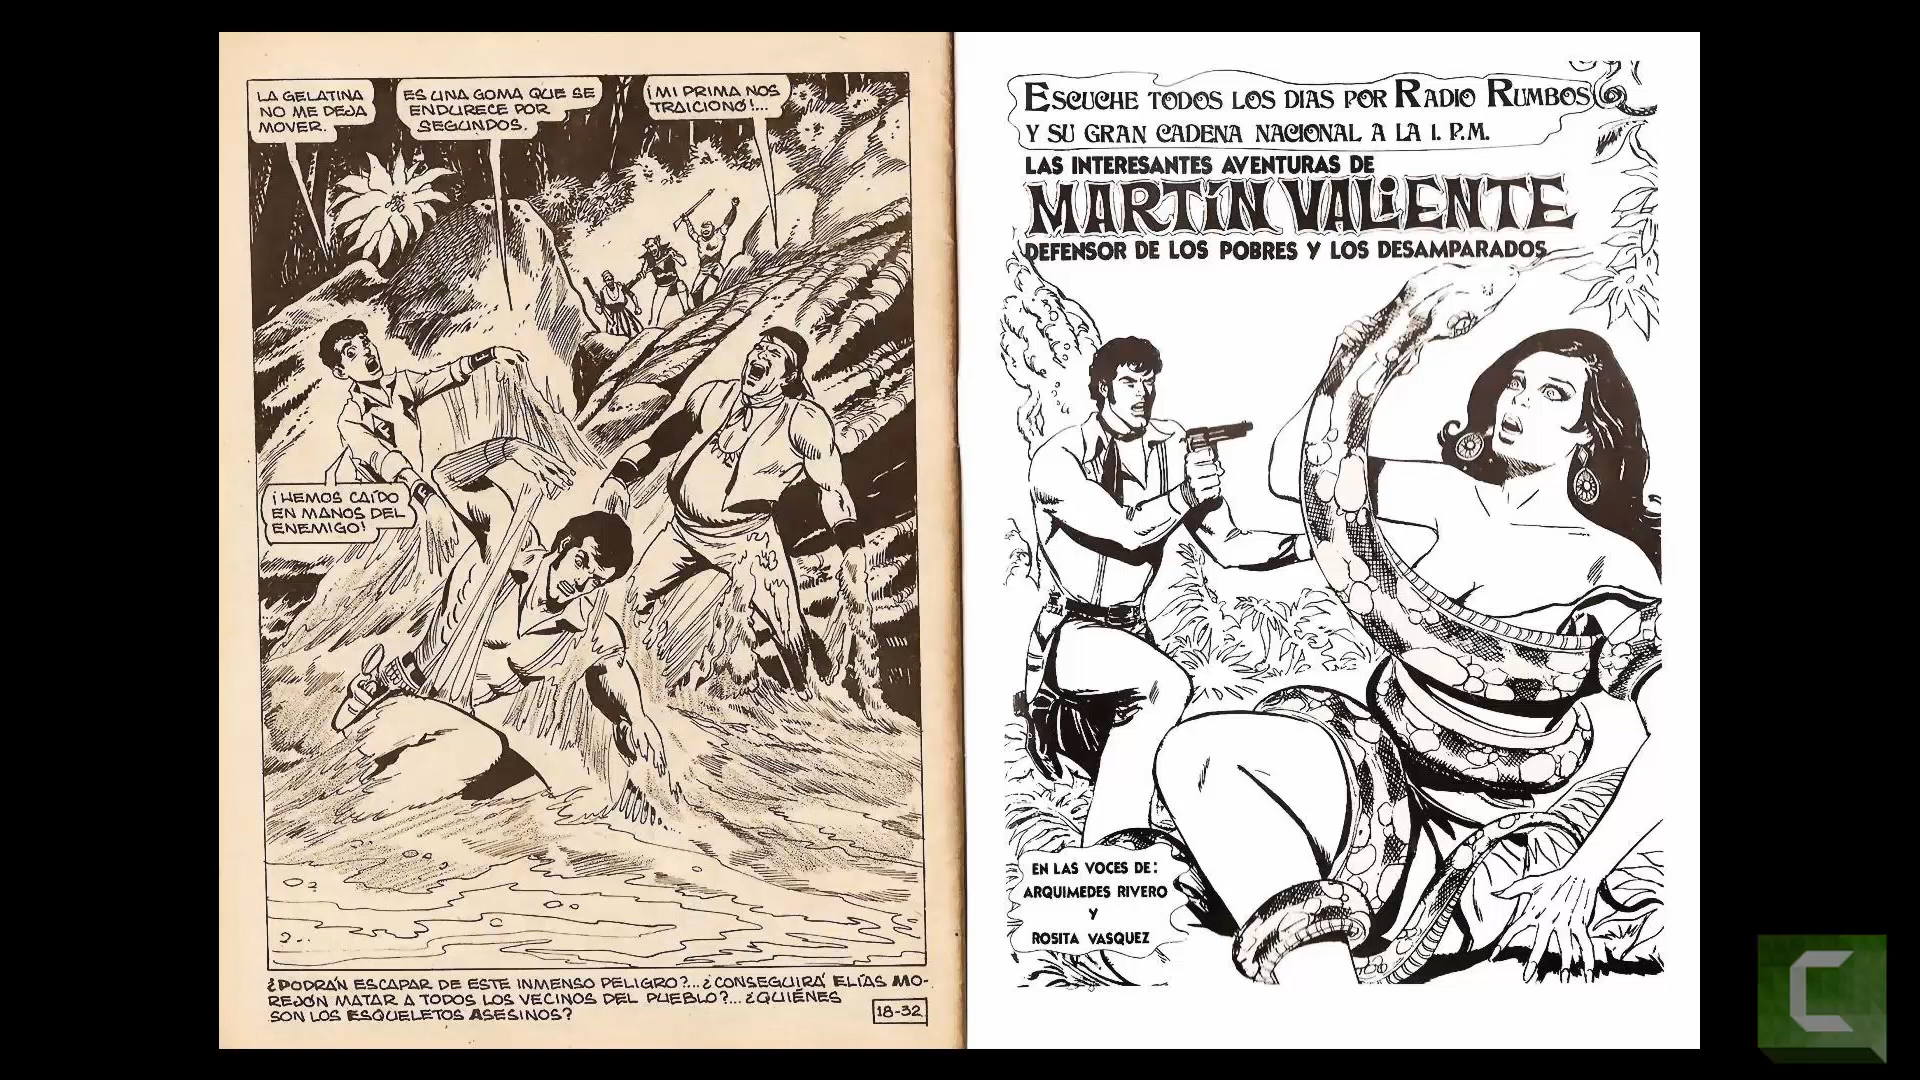 LA GELATINA
NO ME DEJA
MOVER.
ES UNA GOMA QUE SE
ENDURECE POR
SEGUNDOS.
¡MI PRIMA NOS
TRAICIONÓ!...
¡HEMOS CAÍDO
EN MANOS DEL
ENEMIGO!
F
F
¿PODRÁN ESCAPAR DE ESTE INMENSO PELIGRO?...¿CONSEGUIRÁ ELÍAS MO-
REJÓN MATAR A TODOS LOS VECINOS DEL PUEBLO?...¿QUIÉNES
SON LOS ESQUELETOS ASESINOS?
18-32
ESCUCHE TODOS LOS DIAS POR RADIO RUMBOS
Y SU GRAN CADENA NACIONAL A LA 1. P.M.
LAS INTERESANTES AVENTURAS DE
MARTíN VALiENTE
DEFENSOR DE LOS POBRES Y LOS DESAMPARADOS
EN LAS VOCES DE:
ARQUIMEDES RIVERO
Y
ROSITA VASQUEZ
C